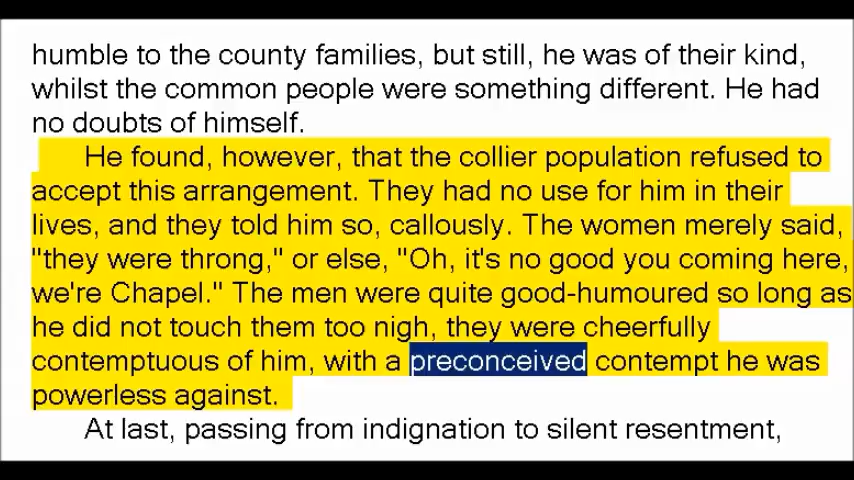 humble to the county families, but still, he was of their kind,
whilst the common people were something different. He had
no doubts of himself.
He found, however, that the collier population refused to
accept this arrangement. They had no use for him in their
lives, and they told him so, callously. The women merely said,
"they were throng," or else, "Oh, it's no good you coming here,
we're Chapel." The men were quite good-humoured so long as
he did not touch them too nigh, they were cheerfully
contemptuous of him, with a preconceived contempt he was
powerless against.
At last, passing from indignation to silent resentment,